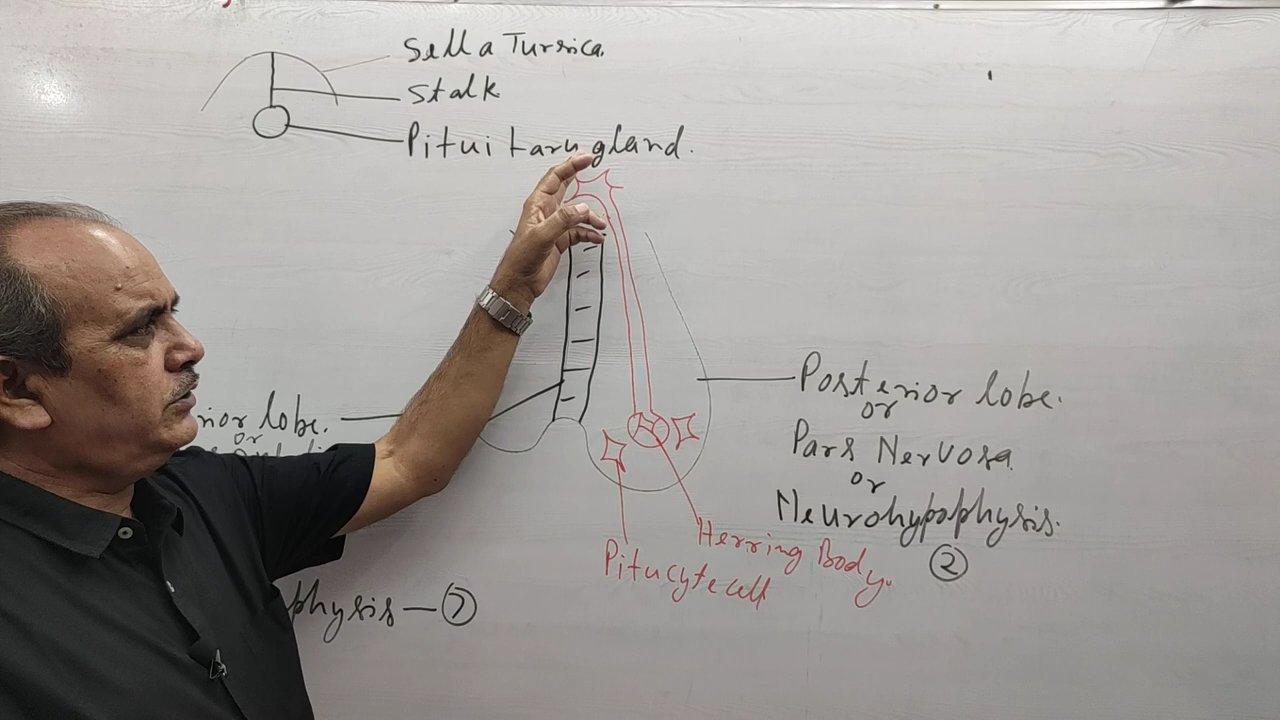 Sella Tursica.
Stalk
Pituitary gland.
rior lobe.
or
Posterior lobe.
or
Pars Nervosa
or
Neurohypophysis.
②
Herring Body.
Pitucyte cell
physis — ⑦